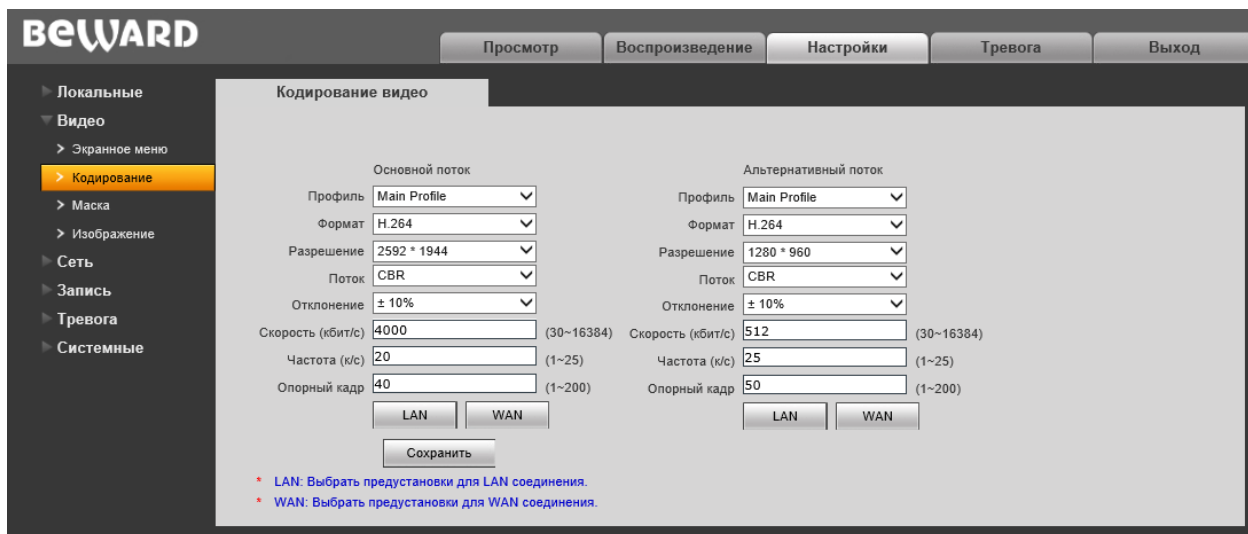 BEWARD
Просмотр Воспроизведение Настройки Тревога Выход
Локальные
Видео
Экранное меню
Кодирование
Маска
Изображение
Сеть
Запись
Тревога
Системные
Кодирование видео
Основной поток
Профиль Main Profile
Формат H.264
Разрешение 2592 * 1944
Поток CBR
Отклонение ± 10%
Скорость (кбит/с) 4000 (30~16384)
Частота (к/с) 20 (1~25)
Опорный кадр 40 (1~200)
LAN WAN
Альтернативный поток
Профиль Main Profile
Формат H.264
Разрешение 1280 * 960
Поток CBR
Отклонение ± 10%
Скорость (кбит/с) 512 (30~16384)
Частота (к/с) 25 (1~25)
Опорный кадр 50 (1~200)
LAN WAN
Сохранить
* LAN: Выбрать предустановки для LAN соединения.
* WAN: Выбрать предустановки для WAN соединения.